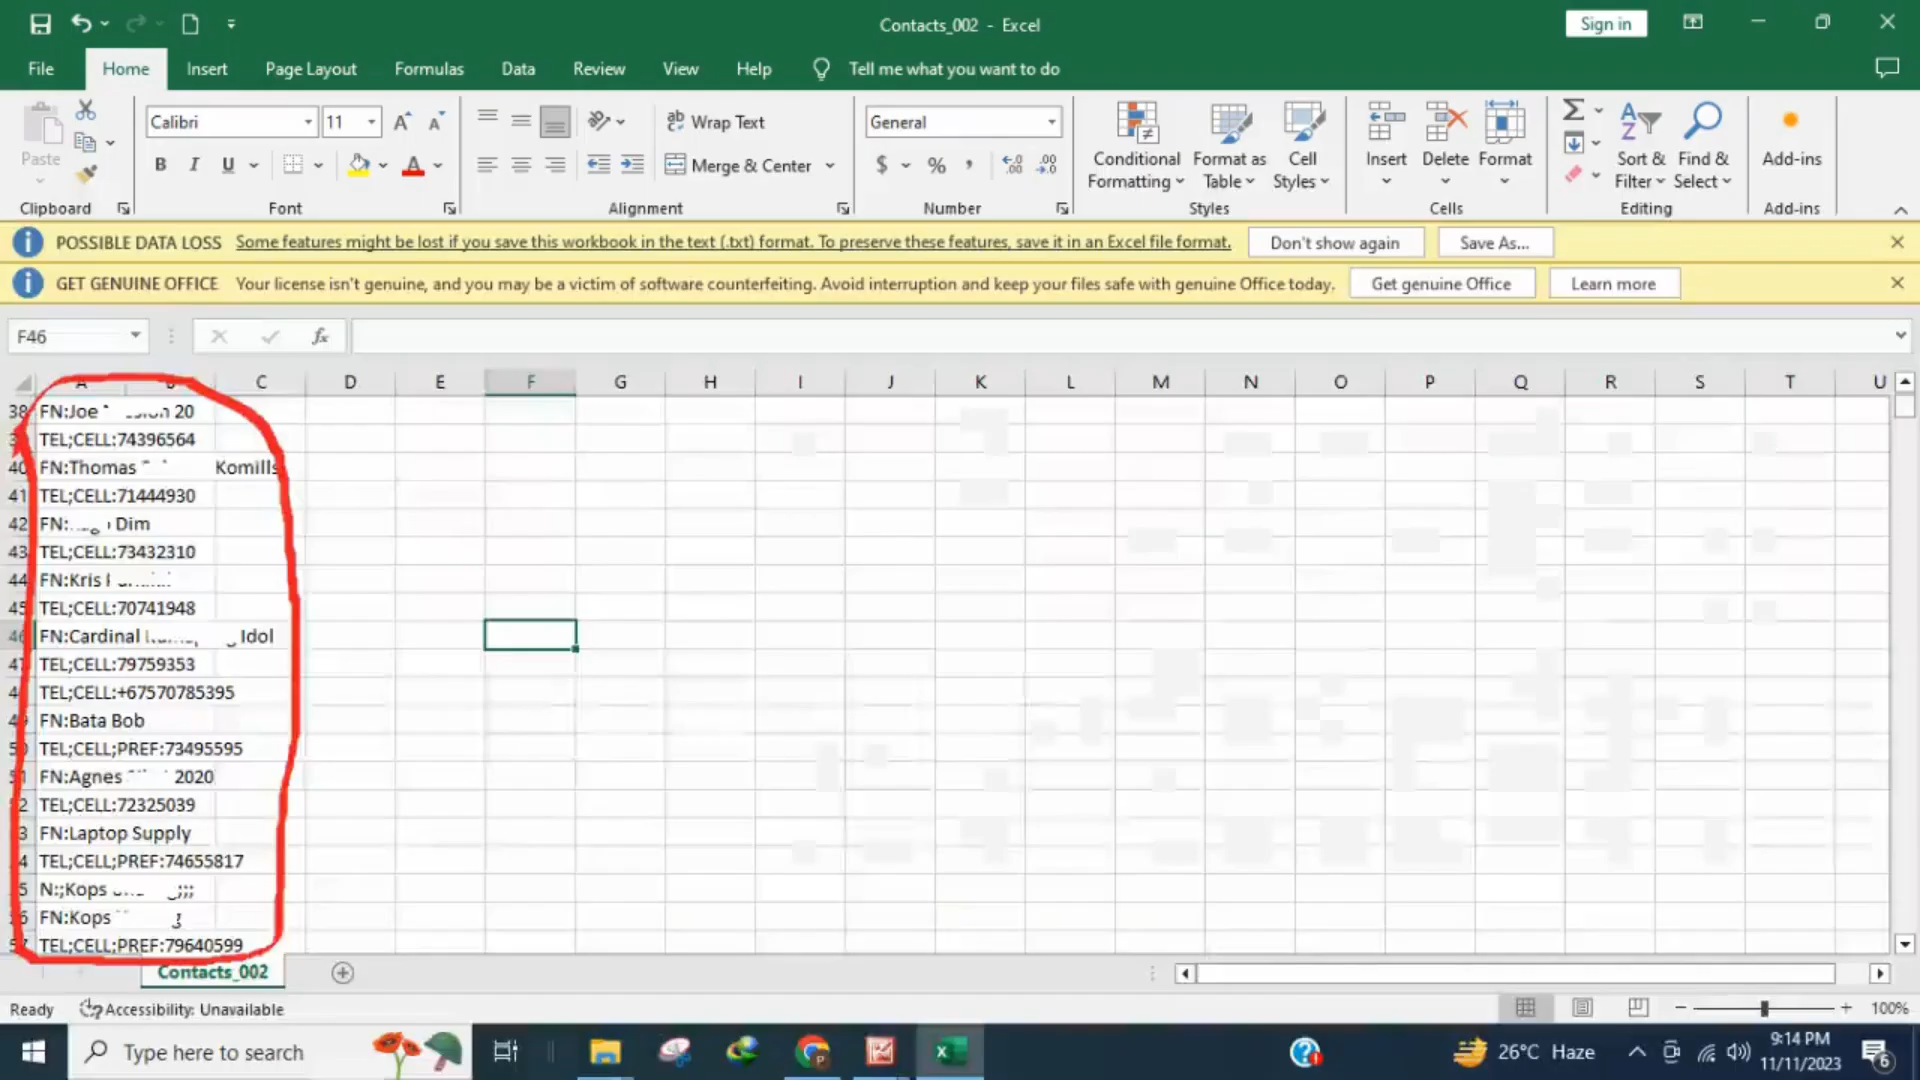 Contacts_002 - Excel
Sign in
File Home Insert Page Layout Formulas Data Review View Help Tell me what you want to do
Paste
Calibri 11
B I U
Wrap Text
Merge & Center
General
$ % ,
Conditional Formatting
Format as Table
Cell Styles
Insert
Delete
Format
Sort & Filter
Find & Select
Add-ins
Clipboard Font Alignment Number Styles Cells Editing Add-ins
POSSIBLE DATA LOSS Some features might be lost if you save this workbook in the text (.txt) format. To preserve these features, save it in an Excel file format. Don't show again Save As...
GET GENUINE OFFICE Your license isn't genuine, and you may be a victim of software counterfeiting. Avoid interruption and keep your files safe with genuine Office today. Get genuine Office Learn more
F46 fx
C D E F G H I J K L M N O P Q R S T U
38 FN:Joe 20
TEL;CELL:74396564
40 FN:Thomas Komills
41 TEL;CELL:71444930
42 FN: Dim
43 TEL;CELL:73432310
44 FN:Kris
45 TEL;CELL:70741948
46 FN:Cardinal Idol
47 TEL;CELL:79759353
TEL;CELL:+67570785395
FN:Bata Bob
TEL;CELL;PREF:73495595
FN:Agnes 2020
TEL;CELL:72325039
FN:Laptop Supply
TEL;CELL;PREF:74655817
N:;Kops ;;;
FN:Kops
57 TEL;CELL;PREF:79640599
Contacts_002
Ready Accessibility: Unavailable 100%
Type here to search
26°C Haze
9:14 PM
11/11/2023
6